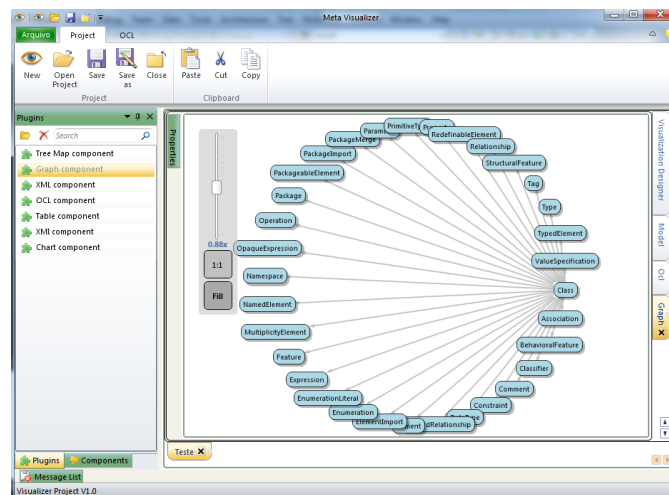 Meta Visualizer
Arquivo Project OCL
New Open Project Save Save as Close Paste Cut Copy
Project Clipboard
Plugins
Search
Tree Map component
Graph component
XML component
OCL component
Table component
XMI component
Chart component
Plugins Components
Message List
Visualizer Project V1.0
Properties
0.88x
1:1
Fill
PackageMerge
PackageImport
PackageableElement
Package
Operation
OpaqueExpression
Namespace
NamedElement
MultiplicityElement
Feature
Expression
EnumerationLiteral
Enumeration
ElementImport
RedefinableElement
Relationship
StructuralFeature
Tag
Type
TypedElement
ValueSpecification
Class
Association
BehavioralFeature
Classifier
Comment
Constraint
Teste
Visualization Designer
Model
Ocl
Graph